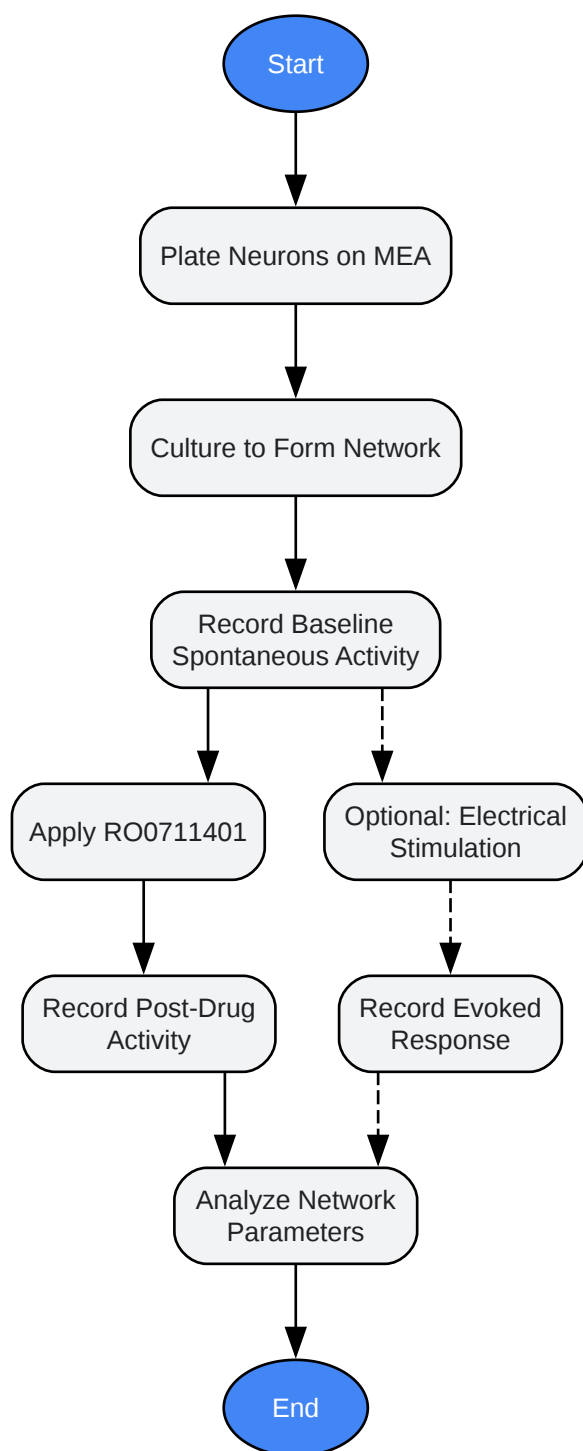 Start
Plate Neurons on MEA
Culture to Form Network
Record Baseline
Spontaneous Activity
Apply RO0711401
Optional: Electrical
Stimulation
Record Post-Drug
Activity
Record Evoked
Response
Analyze Network
Parameters
End